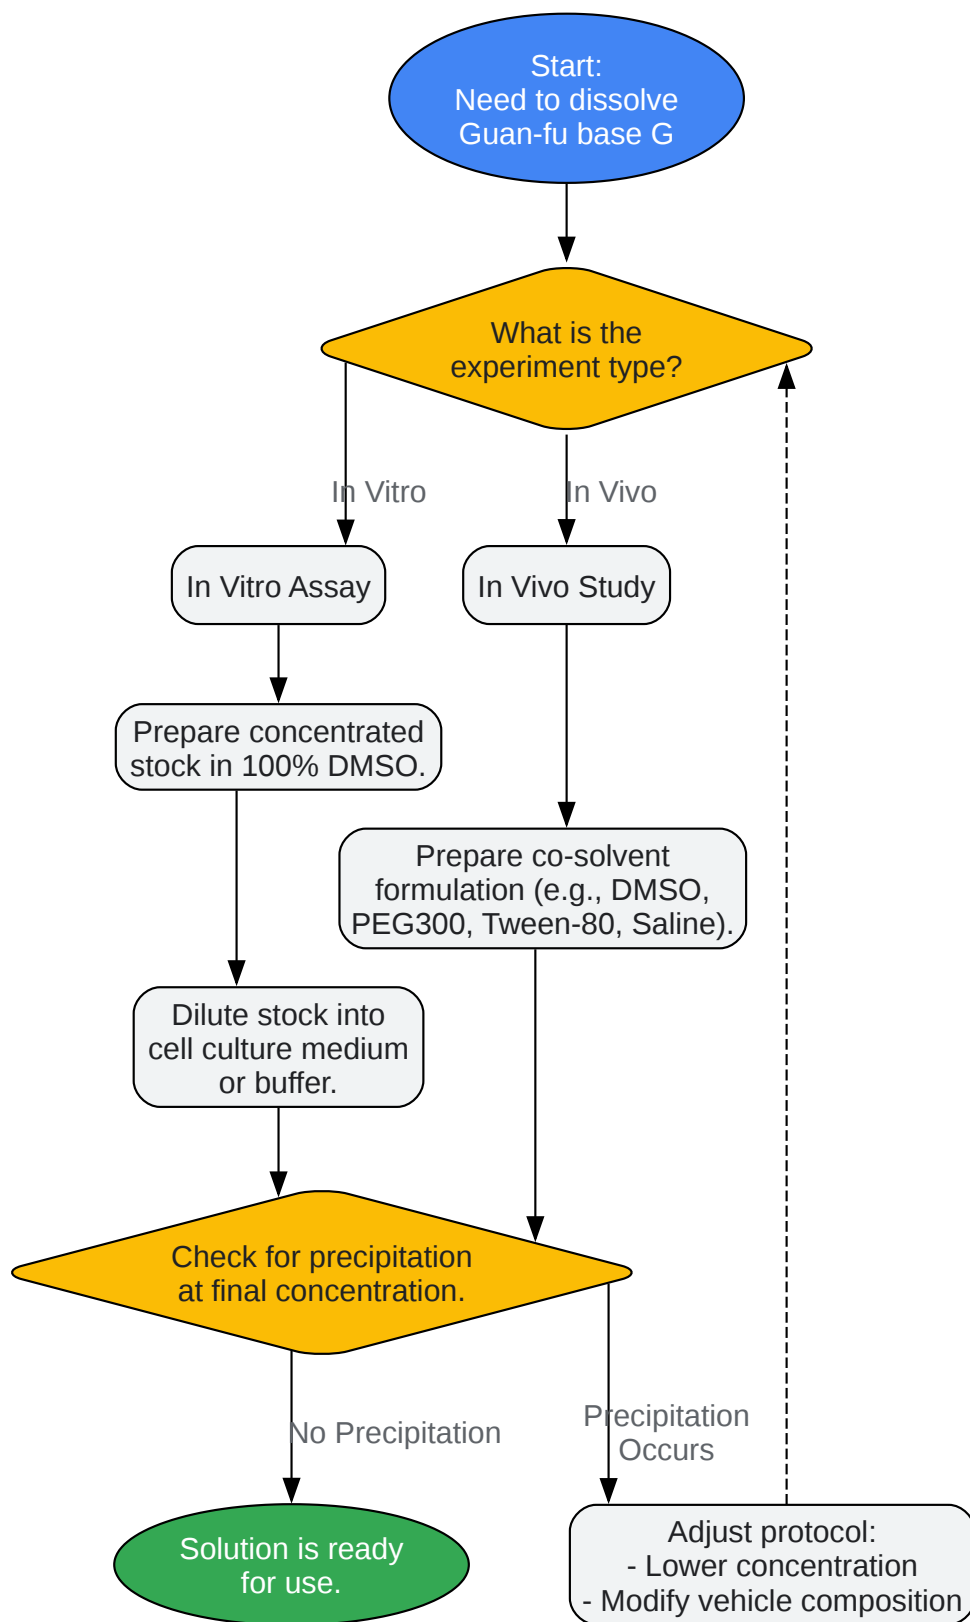 Start:
Need to dissolve
Guan-fu base G
What is the
experiment type?
In Vitro
In Vivo
In Vitro Assay
In Vivo Study
Prepare concentrated
stock in 100% DMSO.
Prepare co-solvent
formulation (e.g., DMSO,
PEG300, Tween-80, Saline).
Dilute stock into
cell culture medium
or buffer.
Check for precipitation
at final concentration.
No Precipitation
Precipitation
Occurs
Solution is ready
for use.
Adjust protocol:
- Lower concentration
- Modify vehicle composition